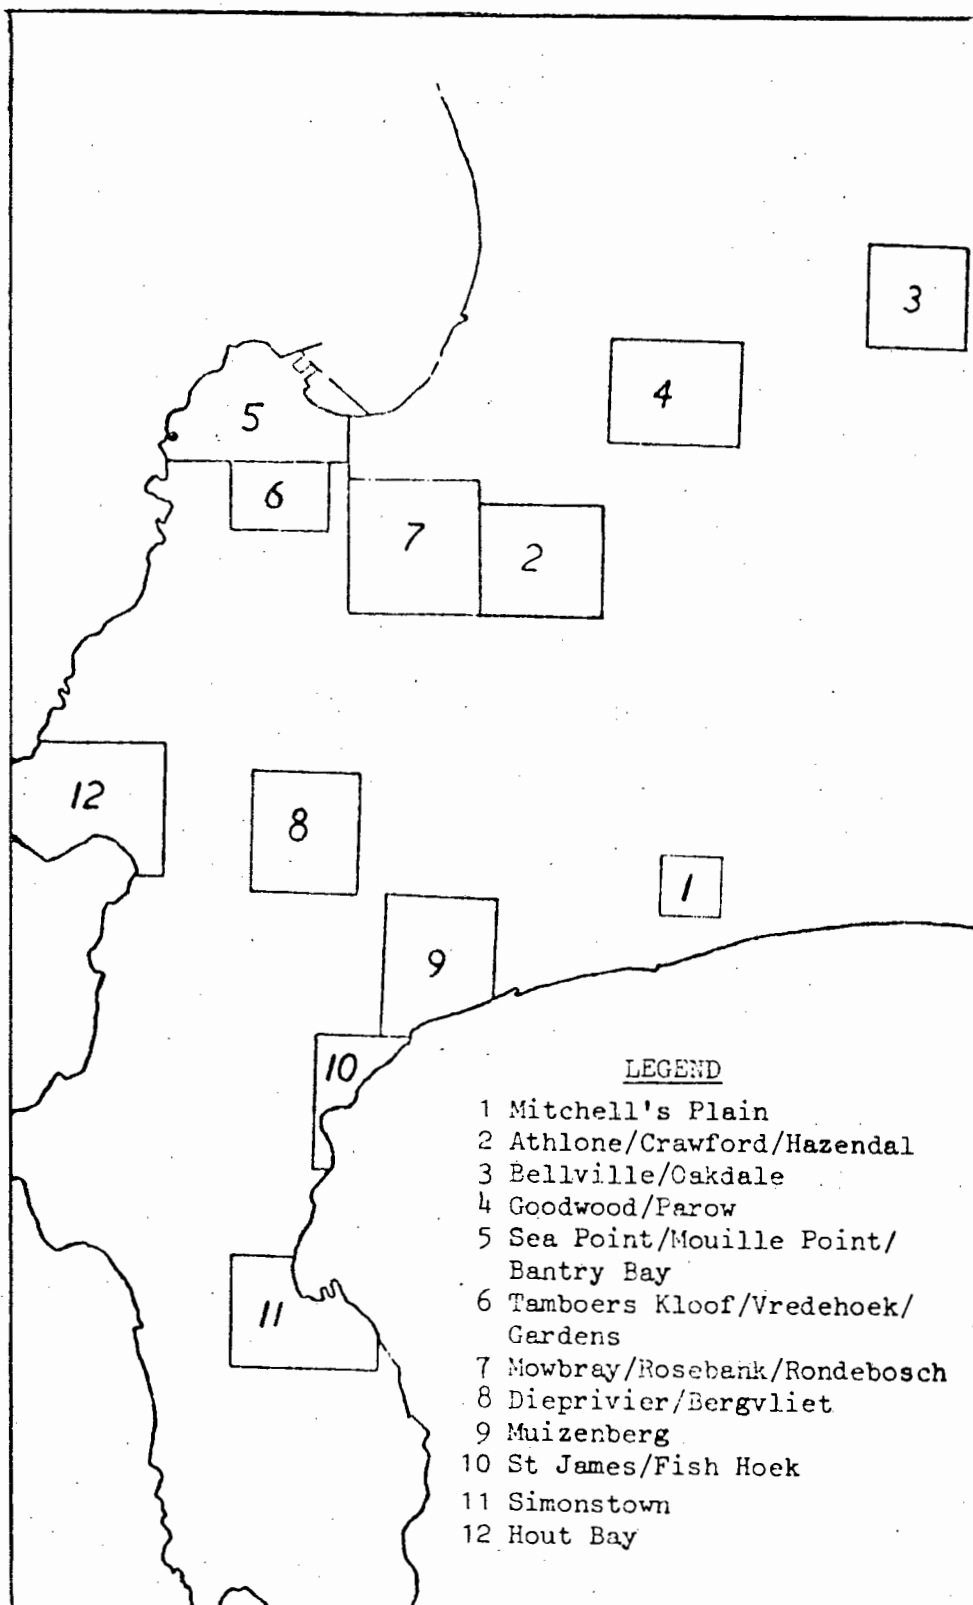 3
4
5
6
7
2
12
8
1
9
10
11
LEGEND
1 Mitchell's Plain
2 Athlone/Crawford/Hazendal
3 Bellville/Oakdale
4 Goodwood/Parow
5 Sea Point/Mouille Point/
Bantry Bay
6 Tamboers Kloof/Vredehoek/
Gardens
7 Mowbray/Rosebank/Rondebosch
8 Dieprivier/Bergvliet
9 Muizenberg
10 St James/Fish Hoek
11 Simonstown
12 Hout Bay